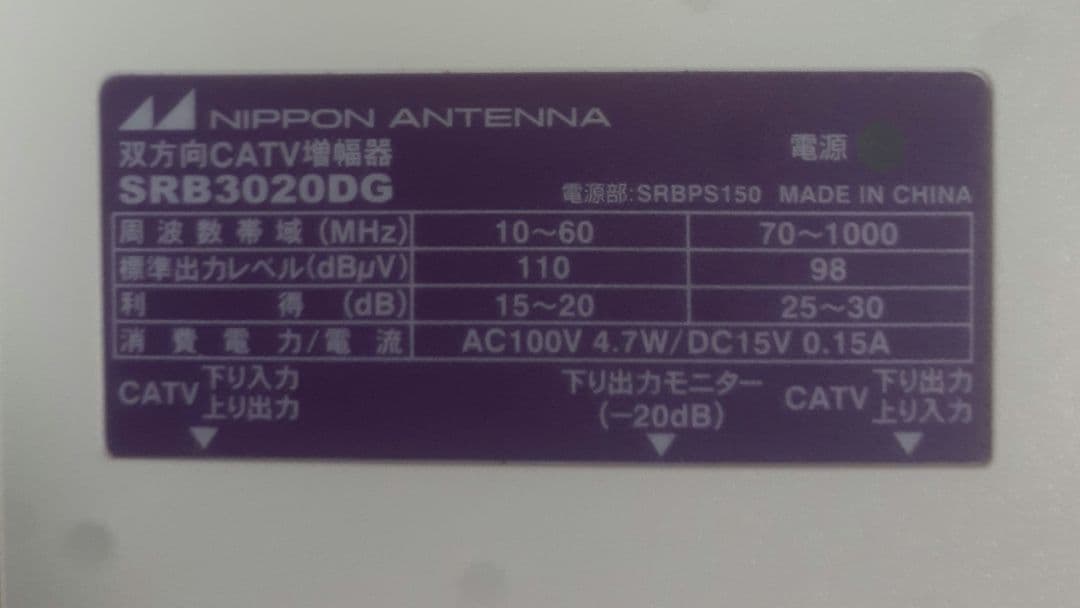 NIPPON ANTENNA
双方向CATV増幅器
電源
SRB3020DG
電源部:SRBPS150 MADE IN CHINA
周波数帯域(MHz) 10～60 70～1000
標準出力レベル(dBμV) 110 98
利得(dB) 15～20 25～30
消費電力/電流 AC100V 4.7W/DC15V 0.15A
CATV 下り入力
上り出力
下り出力モニター
(−20dB)
CATV 下り出力
上り入力